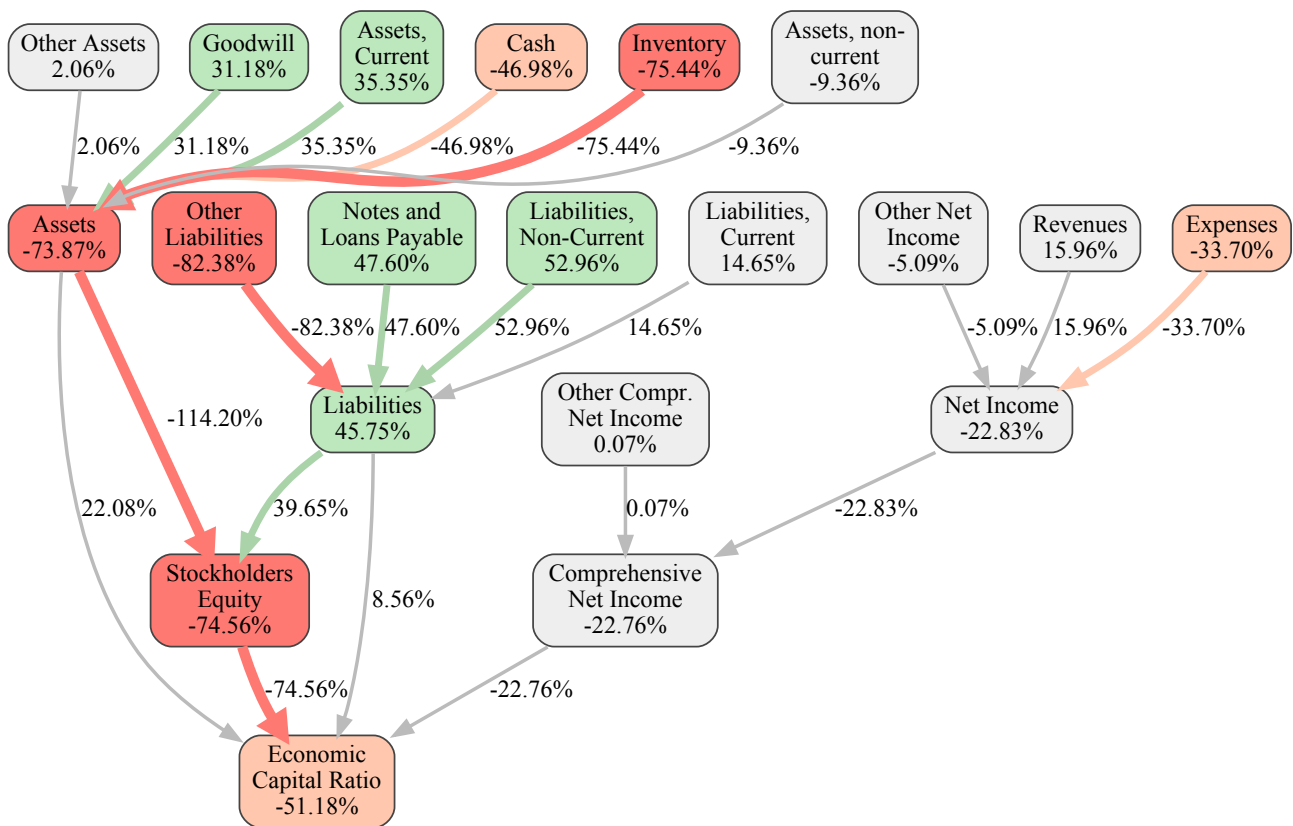 Other Assets
2.06%
Goodwill
31.18%
Assets,
Current
35.35%
Cash
-46.98%
Inventory
-75.44%
Assets, non-
current
-9.36%
2.06%
31.18%
35.35%
-46.98%
-75.44%
-9.36%
Assets
-73.87%
Other
Liabilities
-82.38%
Notes and
Loans Payable
47.60%
Liabilities,
Non-Current
52.96%
Liabilities,
Current
14.65%
Other Net
Income
-5.09%
Revenues
15.96%
Expenses
-33.70%
-82.38%
47.60%
52.96%
14.65%
-5.09%
15.96%
-33.70%
Liabilities
45.75%
Other Compr.
Net Income
0.07%
Net Income
-22.83%
-114.20%
22.08%
39.65%
0.07%
-22.83%
Stockholders
Equity
-74.56%
8.56%
Comprehensive
Net Income
-22.76%
-74.56%
-22.76%
Economic
Capital Ratio
-51.18%